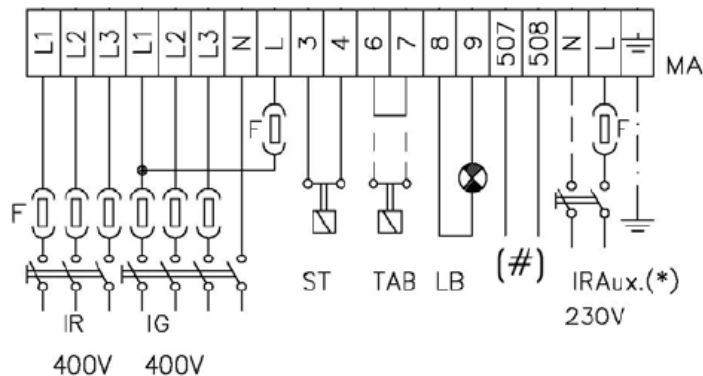 L1 L2 L3 L1 L2 L3 N L 3 4 6 7 8 9 507 508 N L
MA
F F
F
ST TAB LB (#) IRAux.(*)
230V
IR IG
400V 400V